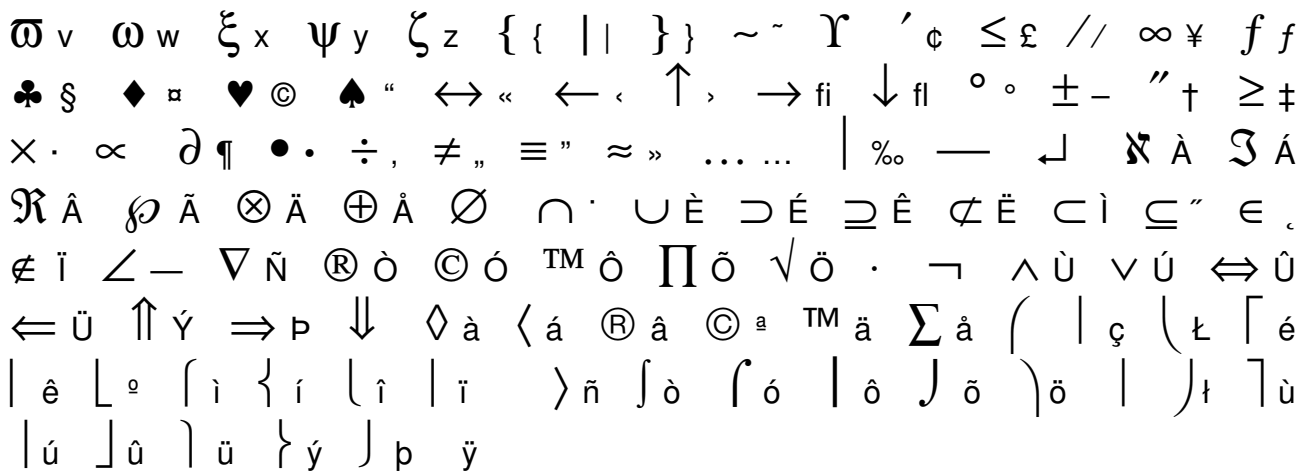 ϖ v ω w ξ x ψ y ζ z { { | | } } ∼ ˜ ϒ ′ ¢ ≤ £ ⁄ ⁄ ∞ ¥ ƒ ƒ
♣ § ♦ ¤ ♥ © ♠ “ ↔ « ← ‹ ↑ › → fi ↓ fl ° ° ± – ″ † ≥ ‡
× · ∝ ∂ ¶ • • ÷ ‚ ≠ „ ≡ ” ≈ » … … ⏐ ‰ ⎯ ↵ ℵ À ℑ Á
ℜ Â ℘ Ã ⊗ Ä ⊕ Å ∅ ∩ ˙ ∪ È ⊃ É ⊇ Ê ⊄ Ë ⊂ Ì ⊆ ˝ ∈ ˛
∉ Ï ∠ — ∇ Ñ ® Ò © Ó ™ Ô ∏ Õ √ Ö ⋅ ¬ ∧ Ù ∨ Ú ⇔ Û
⇐ Ü ⇑ Ý ⇒ Þ ⇓ ◊ à 〈 á ® â © ª ™ ä ∑ å ⎛ ⎜ ç ⎝ Ł ⎡ é
⎢ ê ⎣ º ⎧ ì ⎨ í ⎩ î ⎪ ï 〉 ñ ∫ ò ⌠ ó ⎮ ô ⌡ õ ⎞ ö ⎟ ⎠ ł ⎤ ù
⎥ ú ⎦ û ⎫ ü ⎬ ý ⎭ þ ÿ